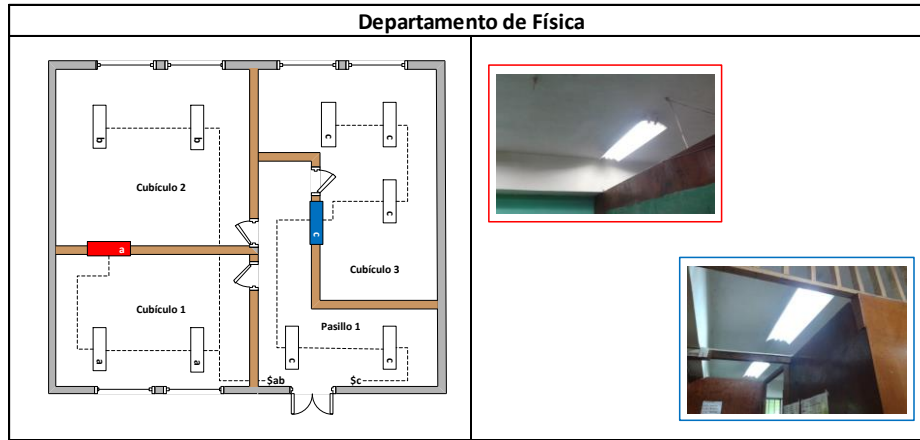 Departamento de Física
b
b
c
c
Cubículo 2
c
c
a
Cubículo 3
Cubículo 1
Pasillo 1
a
a
c
c
$ab
$c